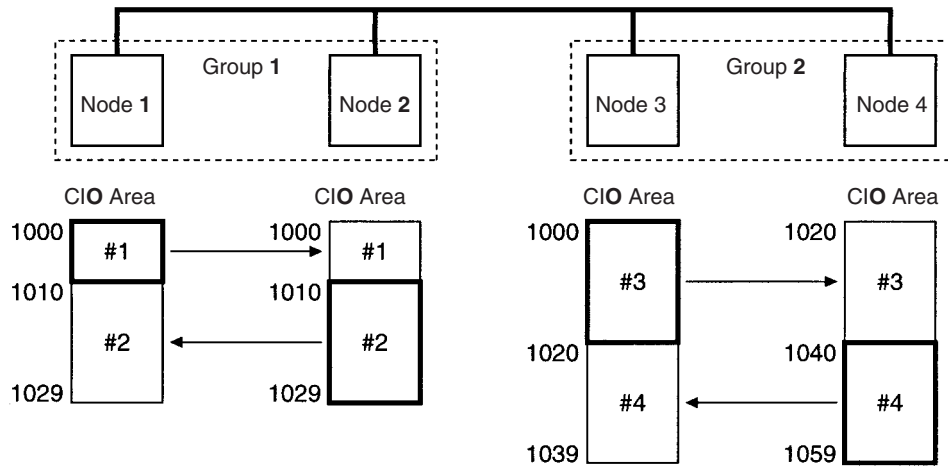 Group 1
Group 2
Node 1
Node 2
Node 3
Node 4
CIO Area
CIO Area
CIO Area
CIO Area
1000
#1
1010
#2
1029
1000
#1
1010
#2
1029
1000
#3
1020
#4
1039
1020
#3
1040
#4
1059